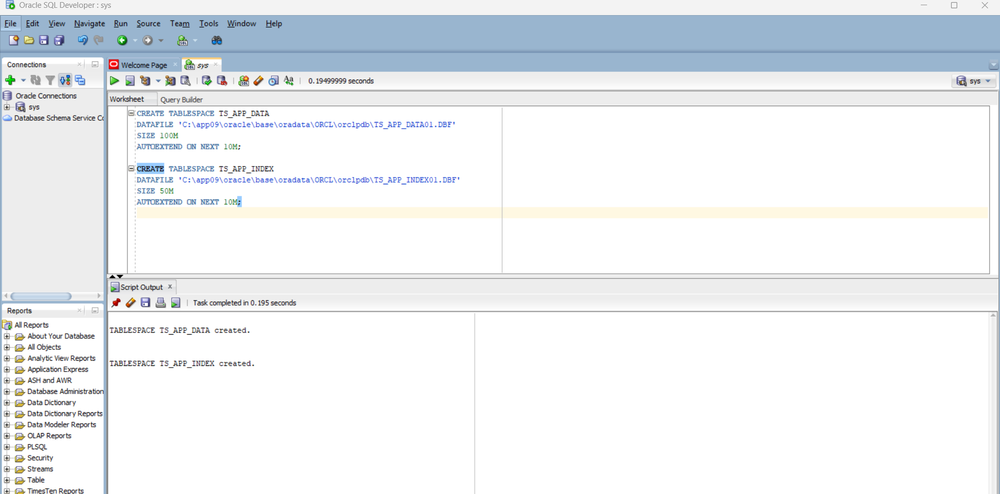 Oracle SQL Developer : sys
File Edit View Navigate Run Source Team Tools Window Help
Connections
Oracle Connections
sys
Database Schema Service Co
Welcome Page
sys
0.19499999 seconds
sys
Worksheet
Query Builder
CREATE TABLESPACE TS_APP_DATA
DATAFILE 'C:\app09\oracle\base\oradata\ORCL\orclpdb\TS_APP_DATA01.DBF'
SIZE 100M
AUTOEXTEND ON NEXT 10M;
CREATE TABLESPACE TS_APP_INDEX
DATAFILE 'C:\app09\oracle\base\oradata\ORCL\orclpdb\TS_APP_INDEX01.DBF'
SIZE 50M
AUTOEXTEND ON NEXT 10M;
Script Output
Task completed in 0.195 seconds
TABLESPACE TS_APP_DATA created.
TABLESPACE TS_APP_INDEX created.
Reports
All Reports
About Your Database
All Objects
Analytic View Reports
Application Express
ASH and AWR
Database Administration
Data Dictionary
Data Dictionary Reports
Data Modeler Reports
OLAP Reports
PLSQL
Security
Streams
Table
TimesTen Reports